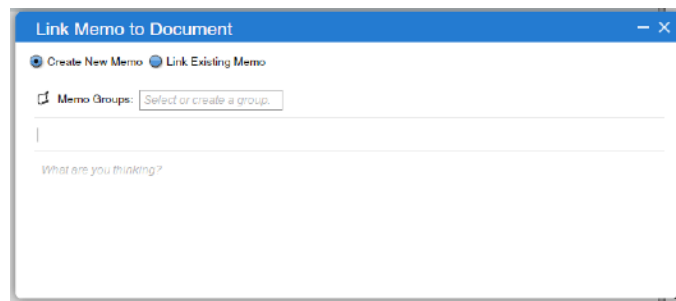 Link Memo to Document
Create New Memo Link Existing Memo
Memo Groups: Select or create a group.
What are you thinking?